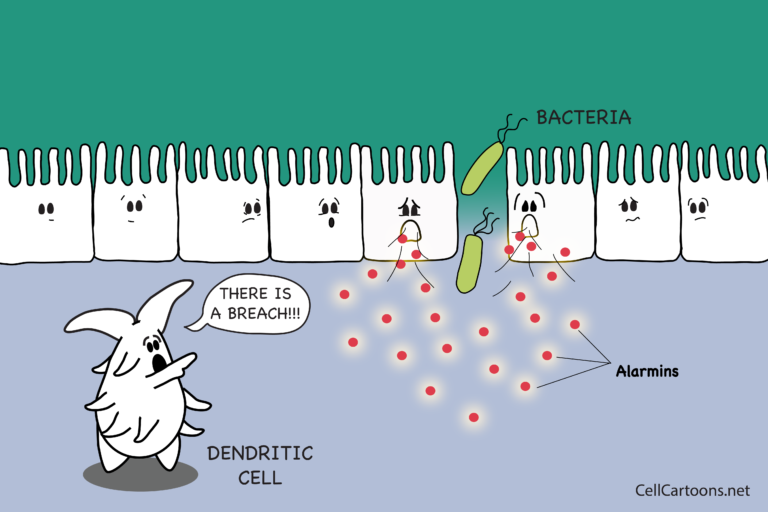 BACTERIA
THERE IS
A BREACH!!!
Alarmins
DENDRITIC
CELL
CellCartoons.net